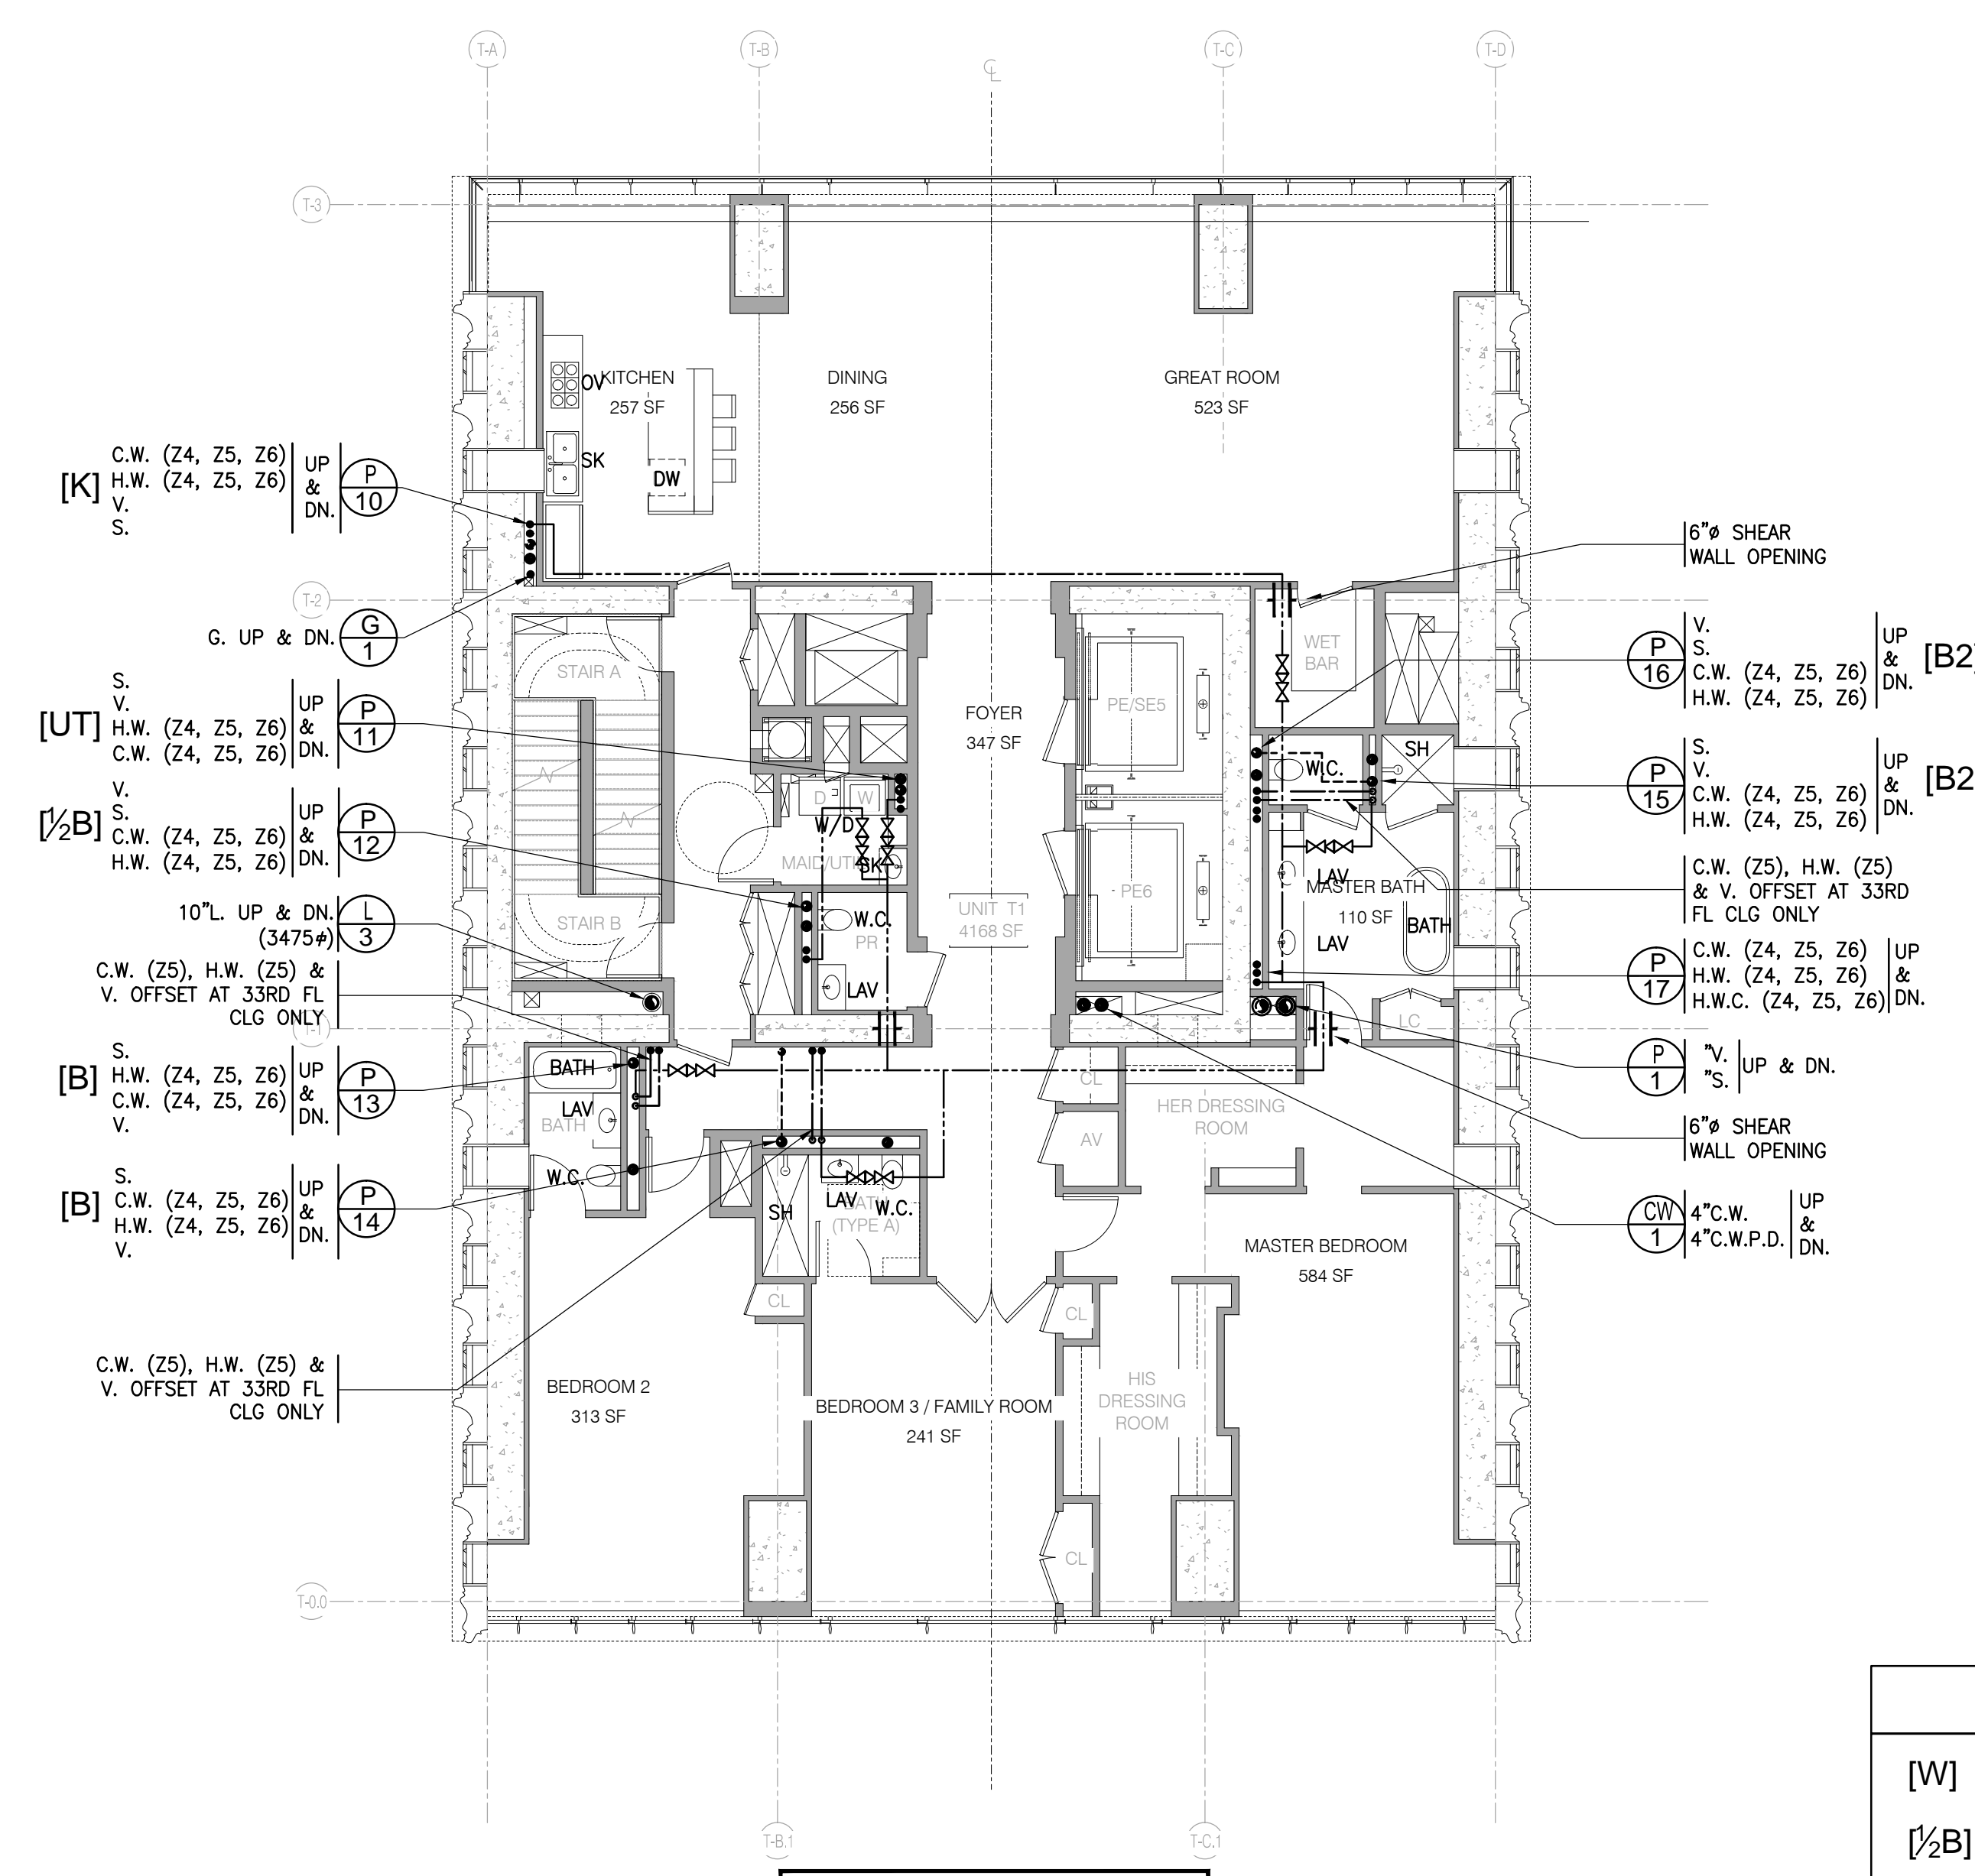 T-A
T-B
℄
T-C
T-D
T-3
KITCHEN
257 SF
OV
SK
DW
DINING
256 SF
GREAT ROOM
523 SF
[K]
C.W. (Z4, Z5, Z6)
H.W. (Z4, Z5, Z6)
V.
S.
UP
&
DN.
P
10
T-2
G. UP & DN.
G
1
[UT]
S.
V.
H.W. (Z4, Z5, Z6)
C.W. (Z4, Z5, Z6)
UP
&
DN.
P
11
[½B]
V.
S.
C.W. (Z4, Z5, Z6)
H.W. (Z4, Z5, Z6)
UP
&
DN.
P
12
10"L. UP & DN.
(3475#)
L
3
C.W. (Z5), H.W. (Z5) &
V. OFFSET AT 33RD FL
CLG ONLY
T-1
[B]
S.
H.W. (Z4, Z5, Z6)
C.W. (Z4, Z5, Z6)
V.
UP
&
DN.
P
13
[B]
S.
C.W. (Z4, Z5, Z6)
H.W. (Z4, Z5, Z6)
V.
UP
&
DN.
P
14
C.W. (Z5), H.W. (Z5) &
V. OFFSET AT 33RD FL
CLG ONLY
STAIR A
STAIR B
D
W
W/D
MAID/UTIL
SK
W.C.
PR
LAV
FOYER
347 SF
UNIT T1
4168 SF
PE/SE5
PE6
WET
BAR
W.C.
SH
LAV
MASTER BATH
110 SF
BATH
LAV
LC
BATH
LAV
BATH
W.C.
SH
LAV
BATH
(TYPE A)
W.C.
CL
CL
AV
HER DRESSING
ROOM
MASTER BEDROOM
584 SF
CL
HIS
DRESSING
ROOM
CL
BEDROOM 2
313 SF
BEDROOM 3 / FAMILY ROOM
241 SF
6"ø SHEAR
WALL OPENING
P
16
V.
S.
C.W. (Z4, Z5, Z6)
H.W. (Z4, Z5, Z6)
UP
&
DN.
[B2]
P
15
S.
V.
C.W. (Z4, Z5, Z6)
H.W. (Z4, Z5, Z6)
UP
&
DN.
[B2
C.W. (Z5), H.W. (Z5)
& V. OFFSET AT 33RD
FL CLG ONLY
P
17
C.W. (Z4, Z5, Z6)
H.W. (Z4, Z5, Z6)
H.W.C. (Z4, Z5, Z6)
UP
&
DN.
P
1
"V.
"S.
UP & DN.
6"ø SHEAR
WALL OPENING
CW
1
4"C.W.
4"C.W.P.D.
UP
&
DN.
T-0.0
T-B.1
T-C.1
[W]
[½B]